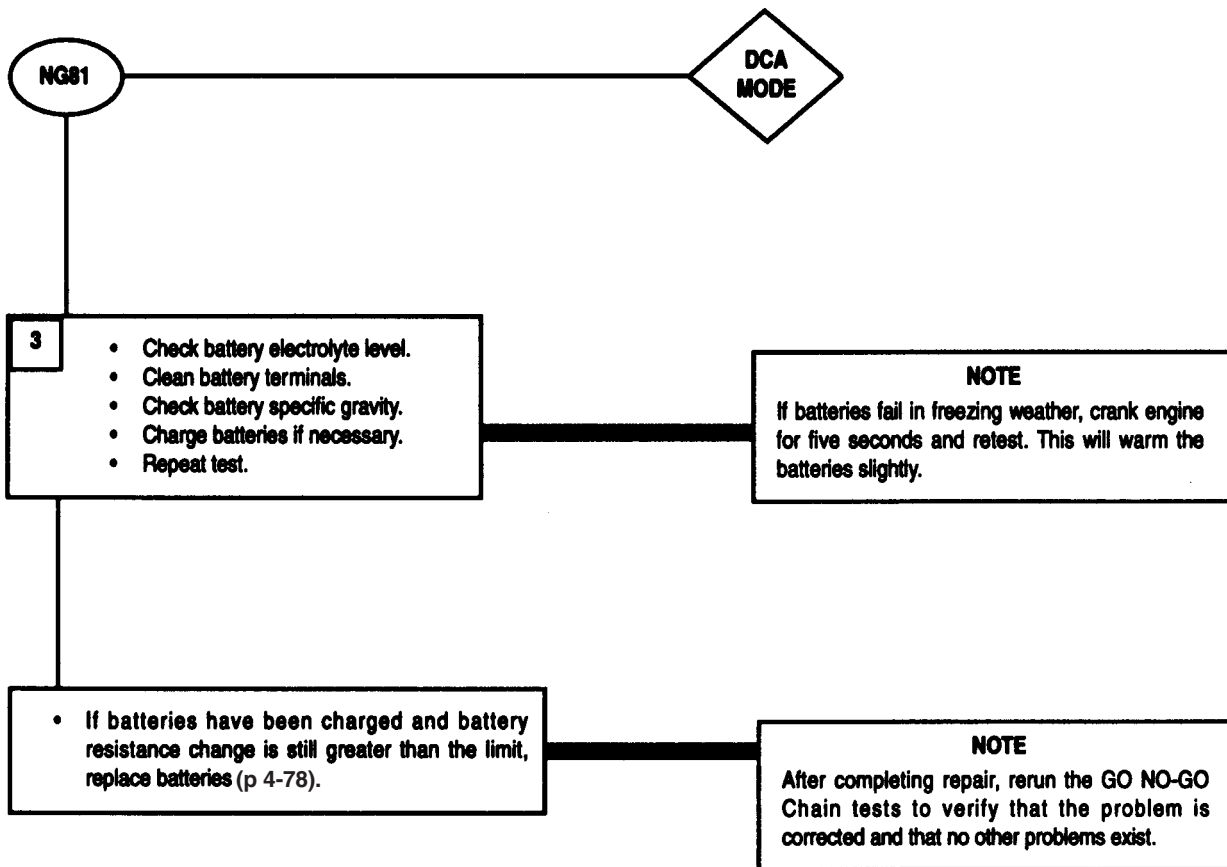 NG81
DCA
MODE
3
• Check battery electrolyte level.
• Clean battery terminals.
• Check battery specific gravity.
• Charge batteries if necessary.
• Repeat test.
NOTE
If batteries fail in freezing weather, crank engine
for five seconds and retest. This will warm the
batteries slightly.
• If batteries have been charged and battery
resistance change is still greater than the limit,
replace batteries (p 4-78).
NOTE
After completing repair, rerun the GO NO-GO
Chain tests to verify that the problem is
corrected and that no other problems exist.